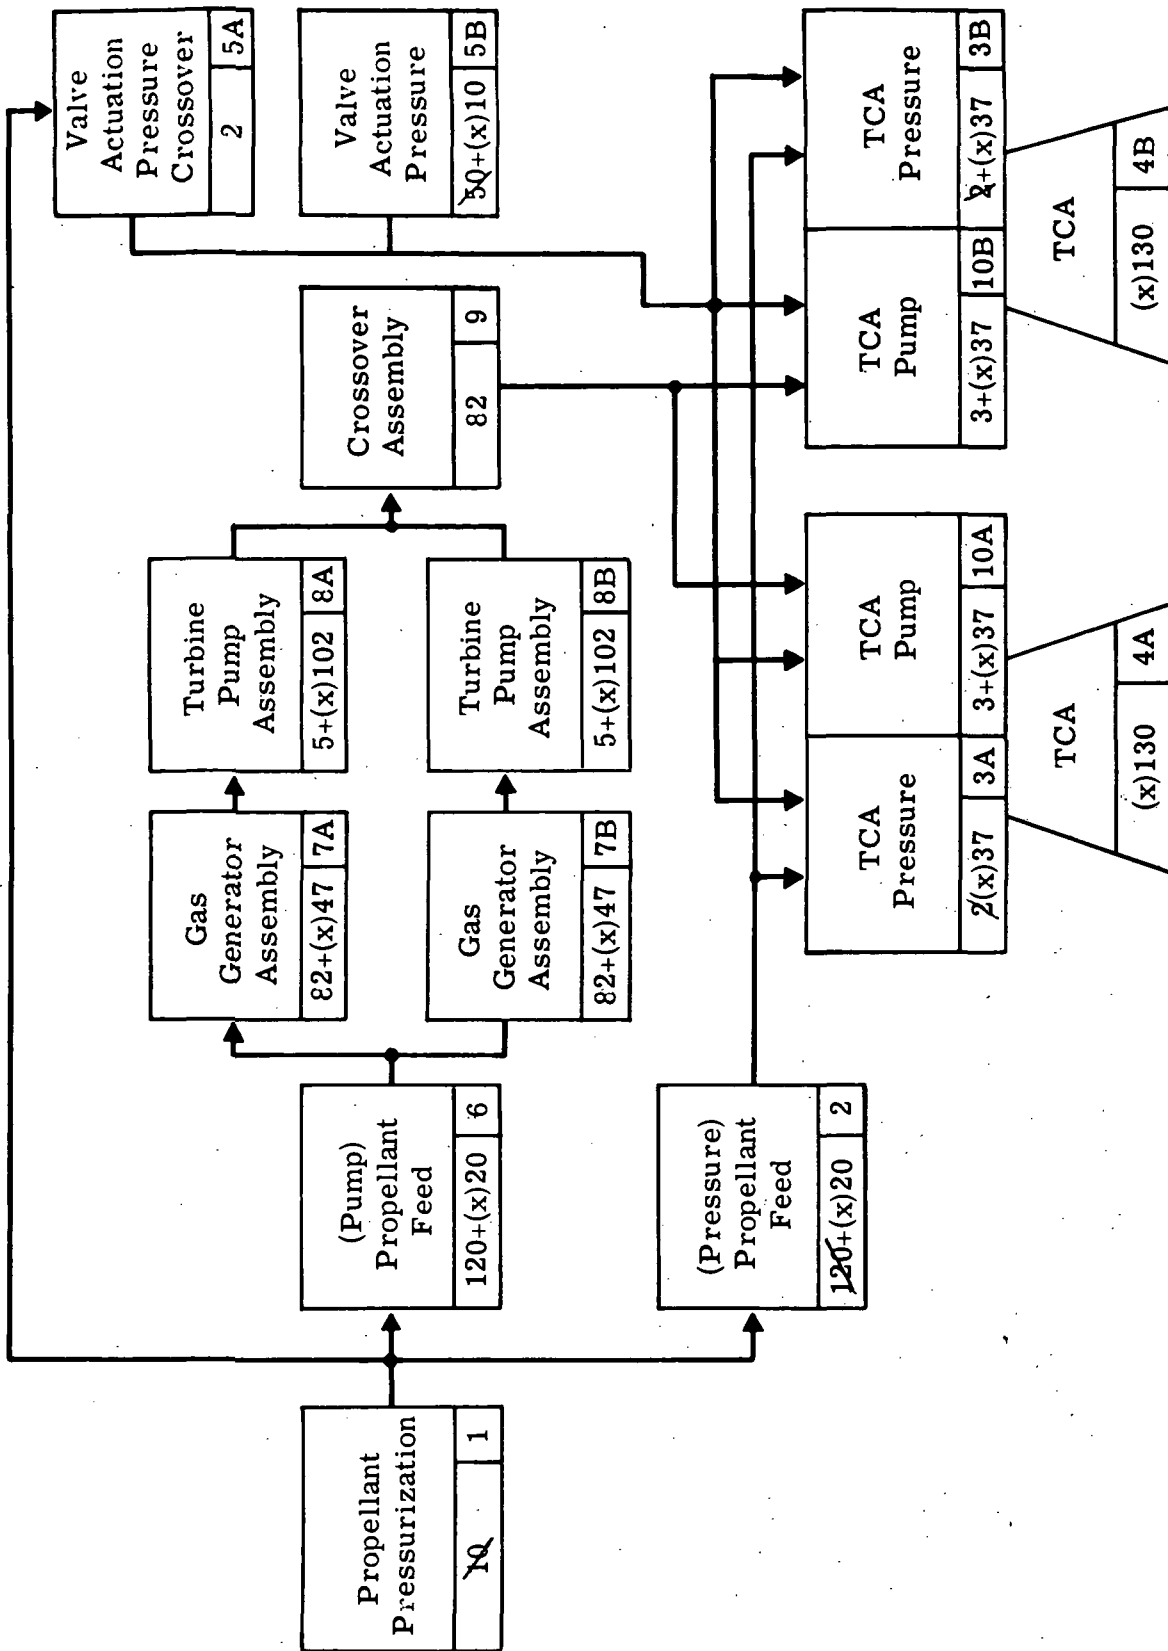 Propellant
Pressurization
10
1
(Pump)
Propellant
Feed
120+(x)20
6
(Pressure)
Propellant
Feed
120+(x)20
2
Gas
Generator
Assembly
82+(x)47
7A
Gas
Generator
Assembly
82+(x)47
7B
Turbine
Pump
Assembly
5+(x)102
8A
Turbine
Pump
Assembly
5+(x)102
8B
Crossover
Assembly
82
9
Valve
Actuation
Pressure
Crossover
2
5A
Valve
Actuation
Pressure
50+(x)10
5B
TCA
Pressure
2(x)37
3A
TCA
Pump
3+(x)37
10A
TCA
(x)130
4A
TCA
Pump
3+(x)37
10B
TCA
Pressure
2+(x)37
3B
TCA
(x)130
4B